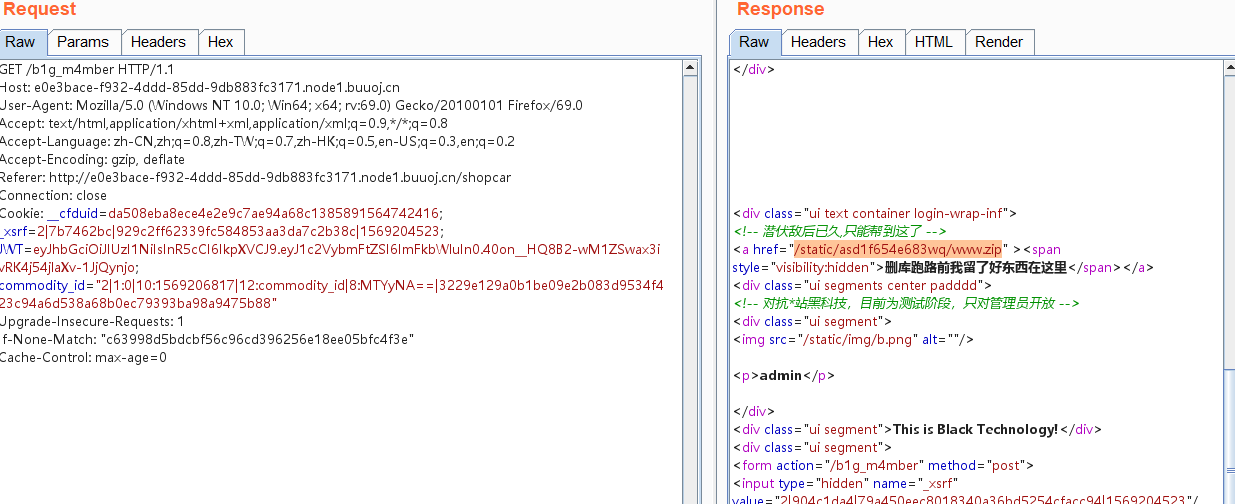 Request
Raw
Params
Headers
Hex
GET /b1g_m4mber HTTP/1.1
Host: e0e3bace-f932-4ddd-85dd-9db883fc3171.node1.buuoj.cn
User-Agent: Mozilla/5.0 (Windows NT 10.0; Win64; x64; rv:69.0) Gecko/20100101 Firefox/69.0
Accept: text/html,application/xhtml+xml,application/xml;q=0.9,*/*;q=0.8
Accept-Language: zh-CN,zh;q=0.8,zh-TW;q=0.7,zh-HK;q=0.5,en-US;q=0.3,en;q=0.2
Accept-Encoding: gzip, deflate
Referer: http://e0e3bace-f932-4ddd-85dd-9db883fc3171.node1.buuoj.cn/shopcar
Connection: close
Cookie: __cfduid=da508eba8ece4e2e9c7ae94a68c1385891564742416;
_xsrf=2|7b7462bc|929c2ff62339fc584853aa3da7c2b38c|1569204523;
JWT=eyJhbGciOiJIUzI1NiIsInR5cCI6IkpXVCJ9.eyJ1c2VybmFtZSI6ImFkbWluIn0.40on__HQ8B2-wM1ZSwax3i
vRK4j54jlaXv-1JjQynjo;
commodity_id="2|1:0|10:1569206817|12:commodity_id|8:MTYyNA==|3229e129a0b1be09e2b083d9534f4
23c94a6d538a68b0ec79393ba98a9475b88"
Upgrade-Insecure-Requests: 1
If-None-Match: "c63998d5bdcbf56c96cd396256e18ee05bfc4f3e"
Cache-Control: max-age=0
Response
Raw
Headers
Hex
HTML
Render
</div>
<div class="ui text container login-wrap-inf">
<!-- 潜伏敌后已久,只能帮到这了 -->
<a href="/static/asd1f654e683wq/www.zip" ><span
style="visibility:hidden">删库跑路前我留了好东西在这里</span></a>
<div class="ui segments center padddd">
<!-- 对抗*站黑科技，目前为测试阶段，只对管理员开放 -->
<div class="ui segment">
<img src="/static/img/b.png" alt=""/>
<p>admin</p>
</div>
<div class="ui segment">This is Black Technology!</div>
<div class="ui segment">
<form action="/b1g_m4mber" method="post">
<input type="hidden" name="_xsrf"
value="2|904c1da4|79a450eec8018340a36bd5254cfacc94|1569204523"/